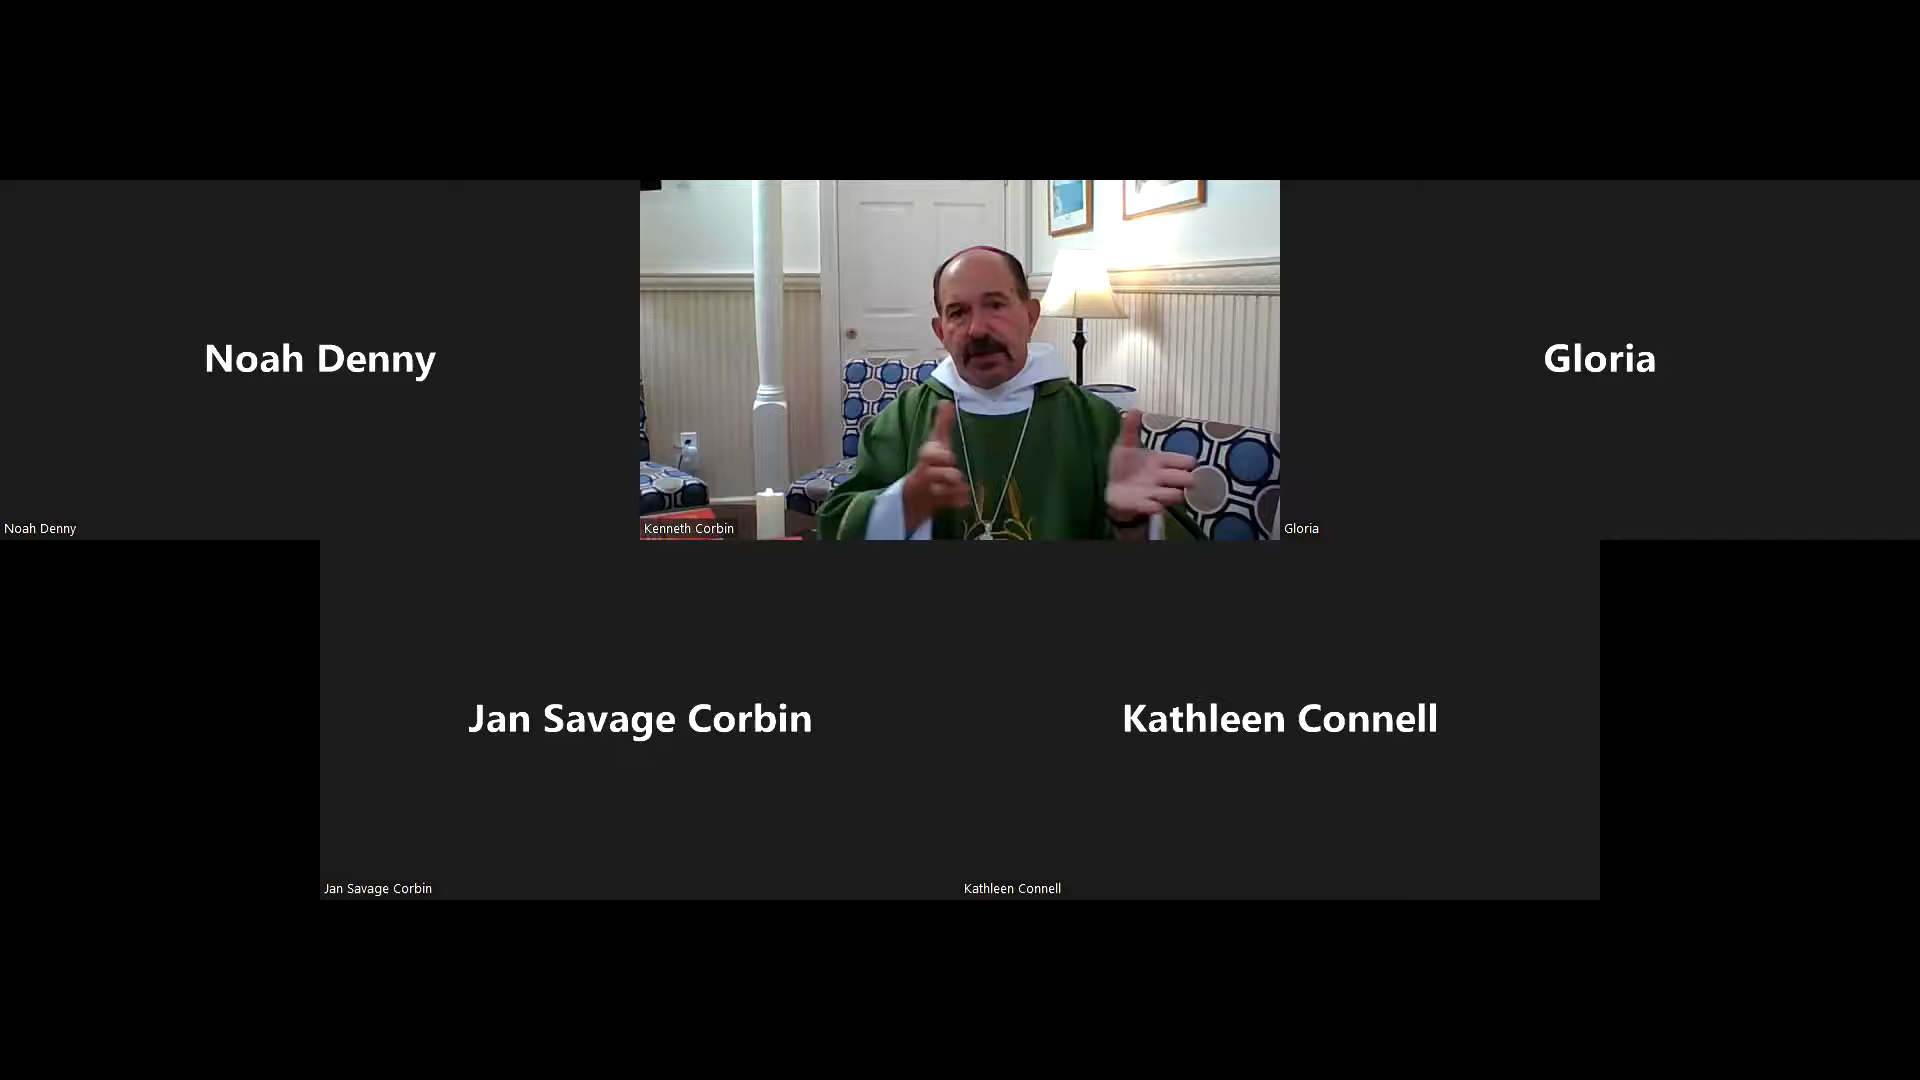 Noah Denny
Gloria
Noah Denny
Kenneth Corbin
Gloria
Jan Savage Corbin
Kathleen Connell
Jan Savage Corbin
Kathleen Connell